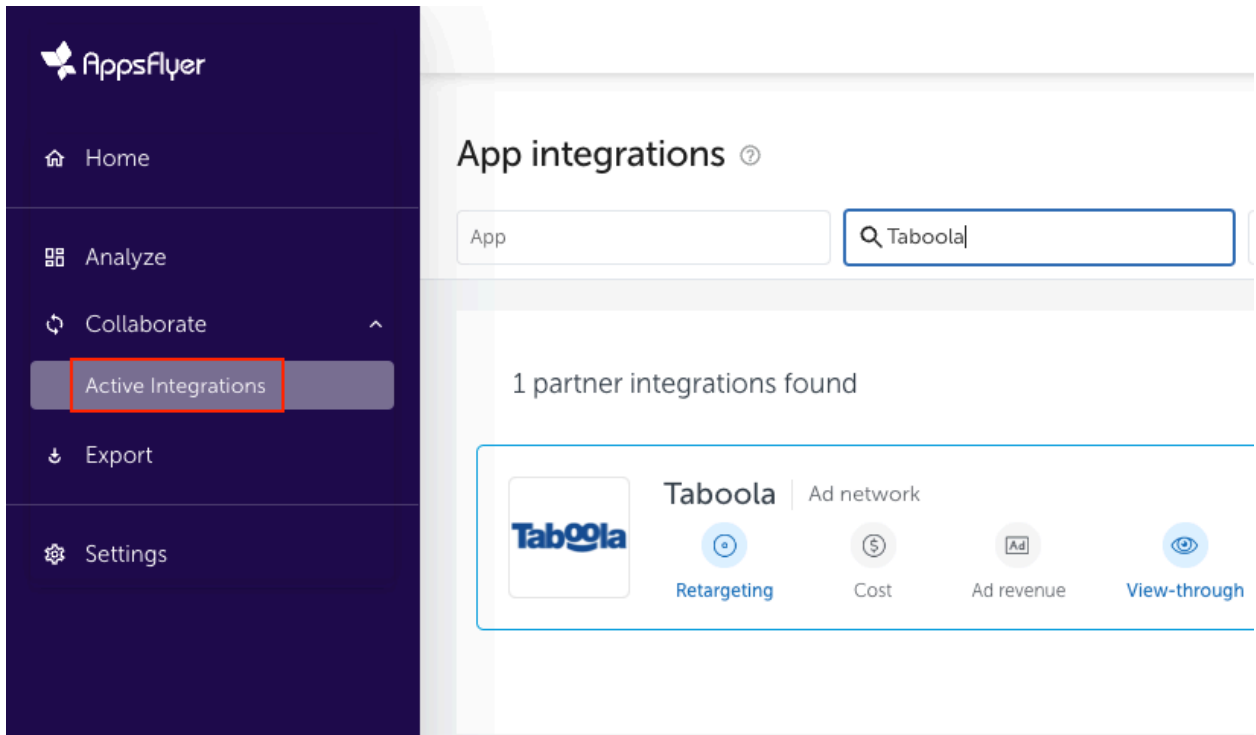 AppsFlyer
Home
Analyze
Collaborate
Active Integrations
Export
Settings
App integrations ?
App
Taboola
1 partner integrations found
Taboola
Taboola | Ad network
$ Ad
Retargeting Cost Ad revenue View-through